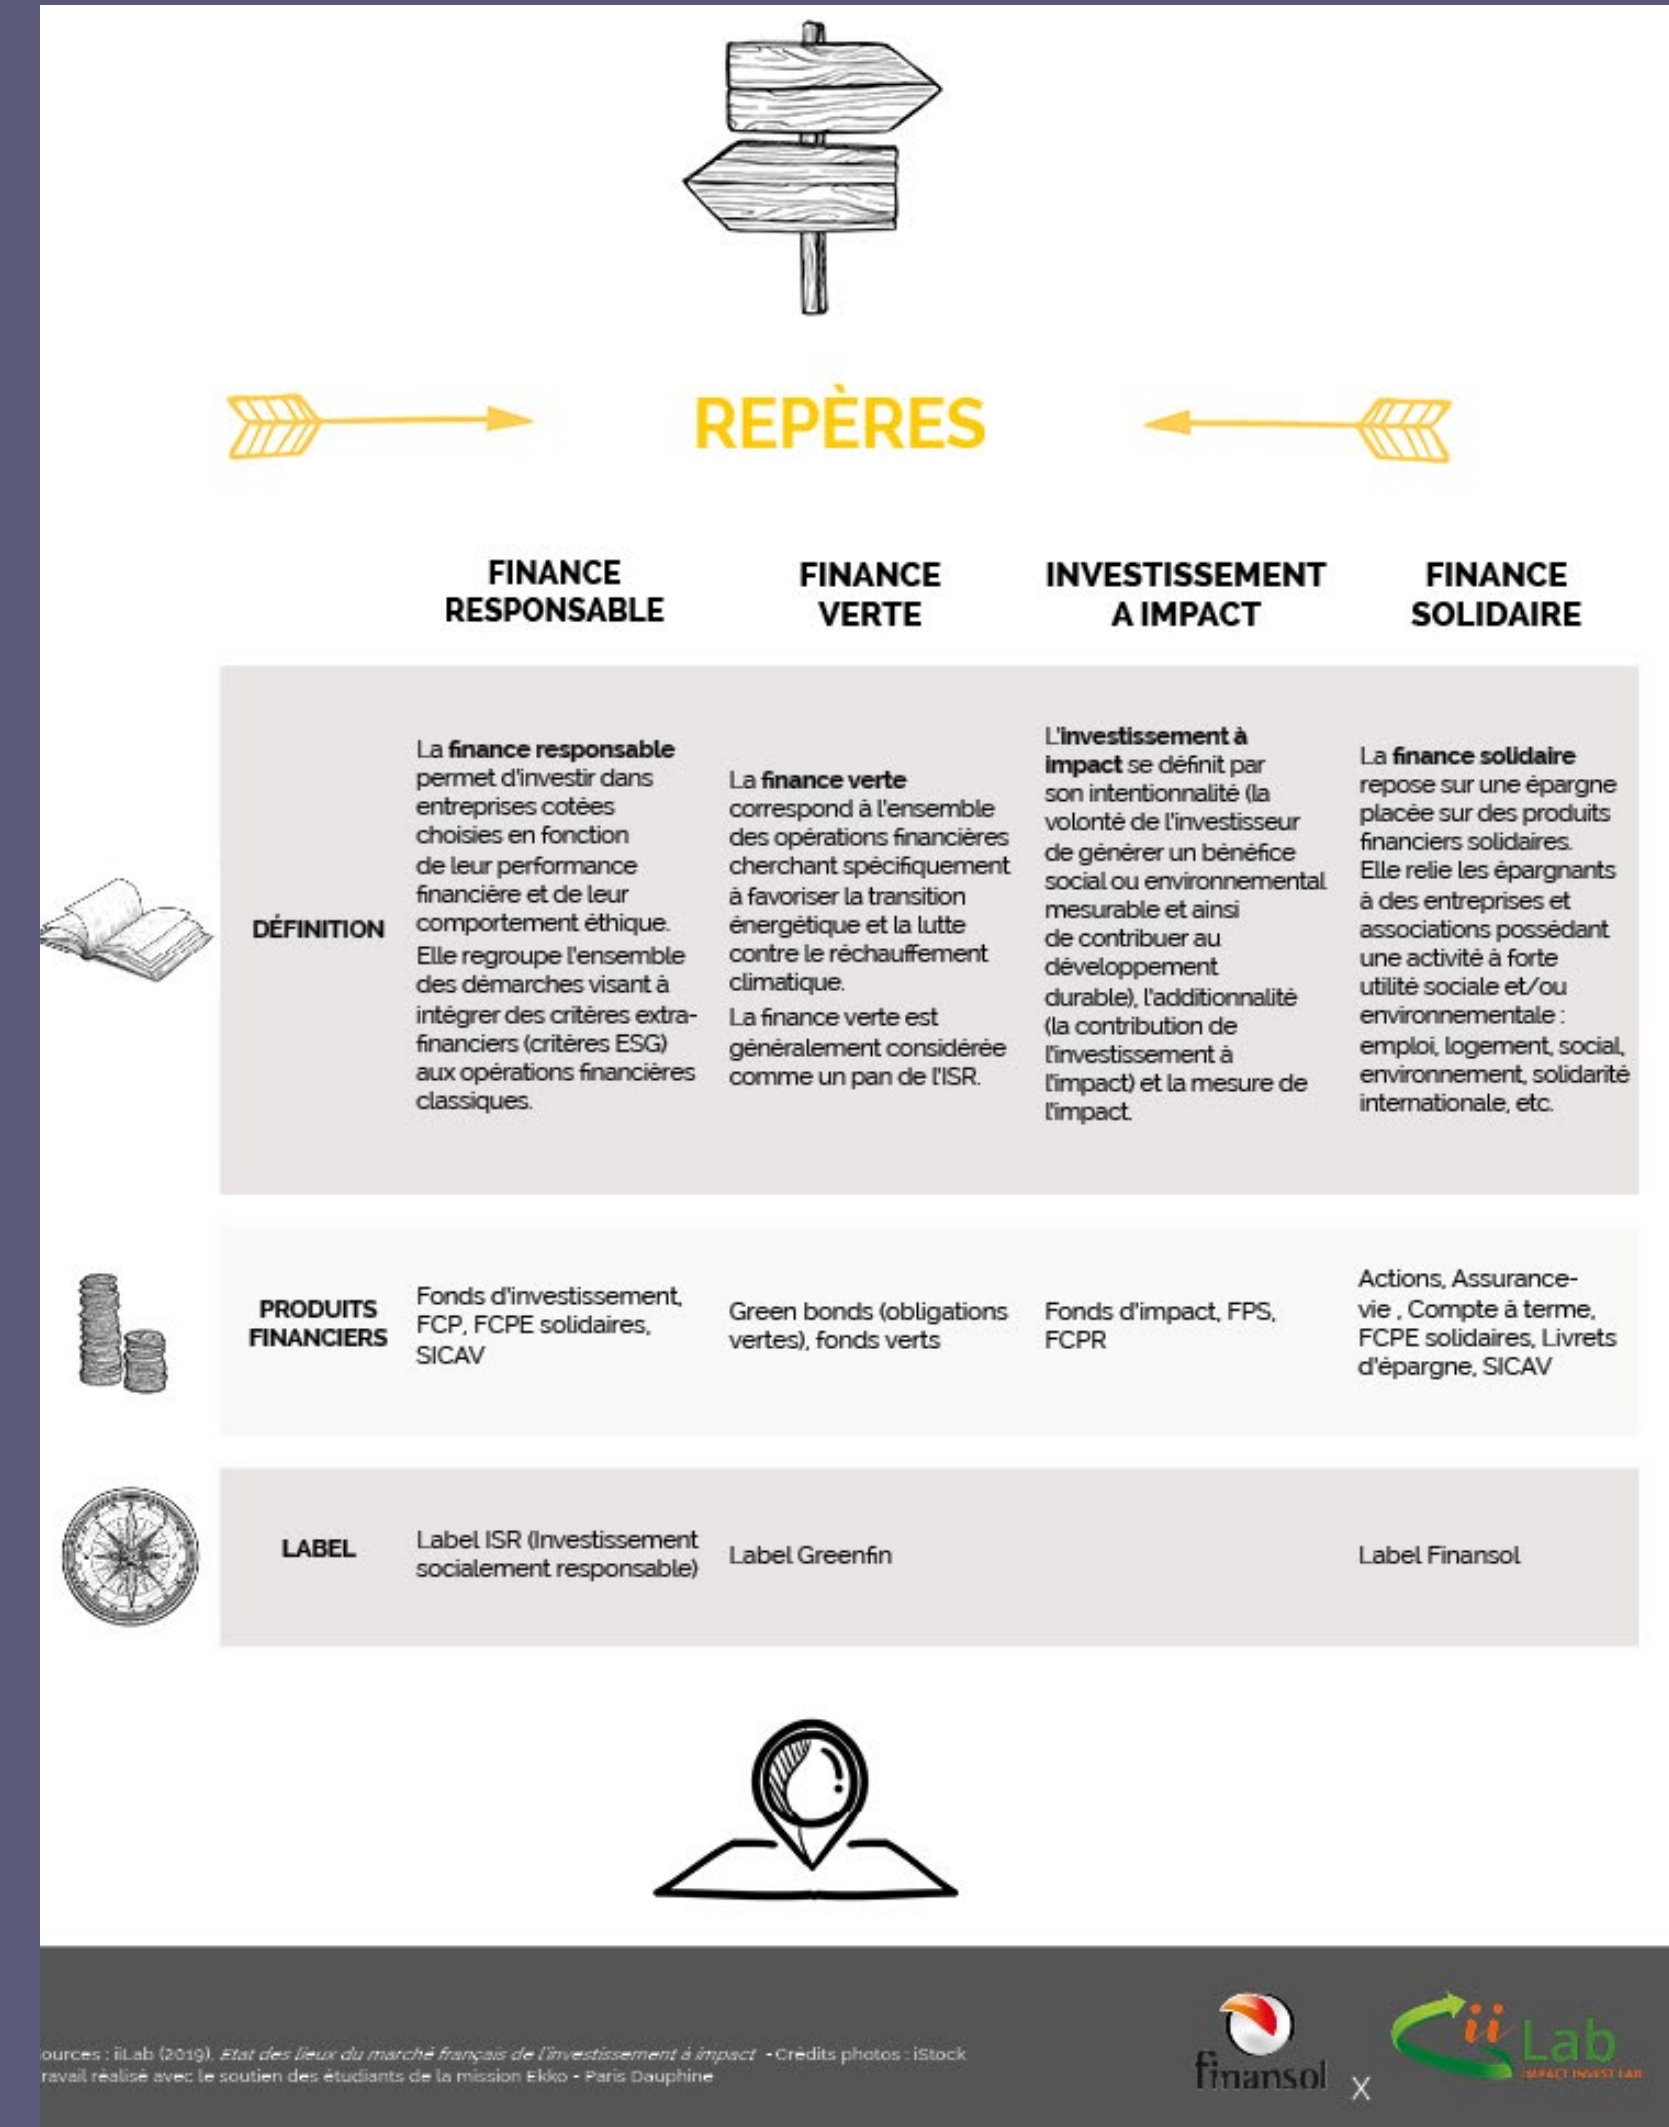 REPÈRES
FINANCE
RESPONSABLE
FINANCE
VERTE
INVESTISSEMENT
A IMPACT
FINANCE
SOLIDAIRE
DÉFINITION
La finance responsable
permet d'investir dans
entreprises cotées
choisies en fonction
de leur performance
financière et de leur
comportement éthique.
Elle regroupe l'ensemble
des démarches visant à
intégrer des critères extra-
financiers (critères ESG)
aux opérations financières
classiques.
La finance verte
correspond à l'ensemble
des opérations financières
cherchant spécifiquement
à favoriser la transition
énergétique et la lutte
contre le réchauffement
climatique.
La finance verte est
généralement considérée
comme un pan de l'ISR.
L'investissement à
impact se définit par
son intentionnalité (la
volonté de l'investisseur
de générer un bénéfice
social ou environnemental
mesurable et ainsi
de contribuer au
développement
durable), l'additionnalité
(la contribution de
l'investissement à
l'impact) et la mesure de
l'impact.
La finance solidaire
repose sur une épargne
placée sur des produits
financiers solidaires.
Elle relie les épargnants
à des entreprises et
associations possédant
une activité à forte
utilité sociale et/ou
environnementale :
emploi, logement, social,
environnement, solidarité
internationale, etc.
PRODUITS
FINANCIERS
Fonds d'investissement,
FCP, FCPE solidaires,
SICAV
Green bonds (obligations
vertes), fonds verts
Fonds d'impact, FPS,
FCPR
Actions, Assurance-
vie , Compte à terme,
FCPE solidaires, Livrets
d'épargne, SICAV
LABEL
Label ISR (Investissement
socialement responsable)
Label Greenfin
Label Finansol
ources : iiLab (2019), Etat des lieux du marché français de l'investissement à impact - Crédits photos : iStock
ravail réalisé avec le soutien des étudiants de la mission Ekko - Paris Dauphine
finansol
X
ii Lab
IMPACT INVEST LAB